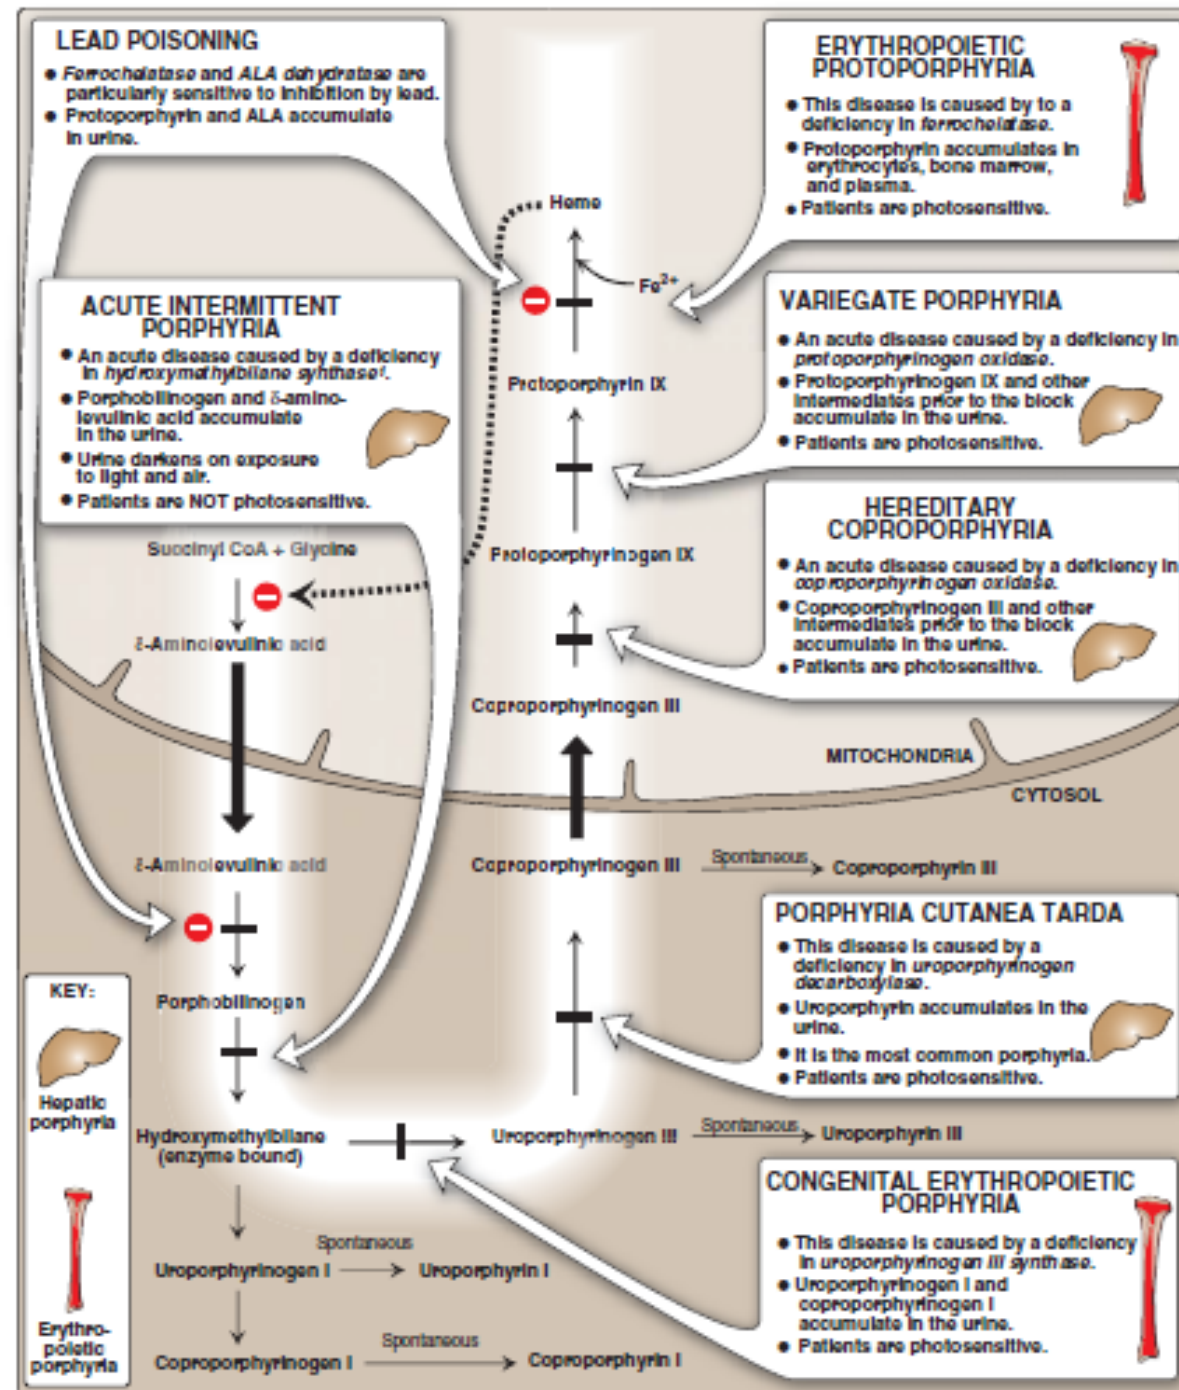 LEAD POISONING
● Ferrochelatase and ALA dehydratase are
particularly sensitive to inhibition by lead.
● Protoporphyrin and ALA accumulate
in urine.
ERYTHROPOIETIC
PROTOPORPHYRIA
● This disease is caused by to a
deficiency in ferrochelatase.
● Protoporphyrin accumulates in
erythrocytes, bone marrow,
and plasma.
● Patients are photosensitive.
Heme
Fe2+
ACUTE INTERMITTENT
PORPHYRIA
● An acute disease caused by a deficiency
in hydroxymethylbilane synthase¹.
● Porphobilinogen and δ-amino-
levulinic acid accumulate
in the urine.
● Urine darkens on exposure
to light and air.
● Patients are NOT photosensitive.
VARIEGATE PORPHYRIA
● An acute disease caused by a deficiency in
protoporphyrinogen oxidase.
● Protoporphyrinogen IX and other
intermediates prior to the block
accumulate in the urine.
● Patients are photosensitive.
Protoporphyrin IX
HEREDITARY
COPROPORPHYRIA
● An acute disease caused by a deficiency in
coproporphyrinogen oxidase.
● Coproporphyrinogen III and other
intermediates prior to the block
accumulate in the urine.
● Patients are photosensitive.
Succinyl CoA + Glycine
Protoporphyrinogen IX
δ-Aminolevulinic acid
Coproporphyrinogen III
MITOCHONDRIA
CYTOSOL
δ-Aminolevulinic acid
Coproporphyrinogen III
Spontaneous
Coproporphyrin III
PORPHYRIA CUTANEA TARDA
● This disease is caused by a
deficiency in uroporphyrinogen
decarboxylase.
● Uroporphyrin accumulates in the
urine.
● It is the most common porphyria.
● Patients are photosensitive.
KEY:
Hepatic
porphyria
Erythro-
poietic
porphyria
Porphobilinogen
Hydroxymethylbilane
(enzyme bound)
Uroporphyrinogen III
Spontaneous
Uroporphyrin III
CONGENITAL ERYTHROPOIETIC
PORPHYRIA
● This disease is caused by a deficiency
in uroporphyrinogen III synthase.
● Uroporphyrinogen I and
coproporphyrinogen I
accumulate in the urine.
● Patients are photosensitive.
Spontaneous
Uroporphyrinogen I
Uroporphyrin I
Spontaneous
Coproporphyrinogen I
Coproporphyrin I